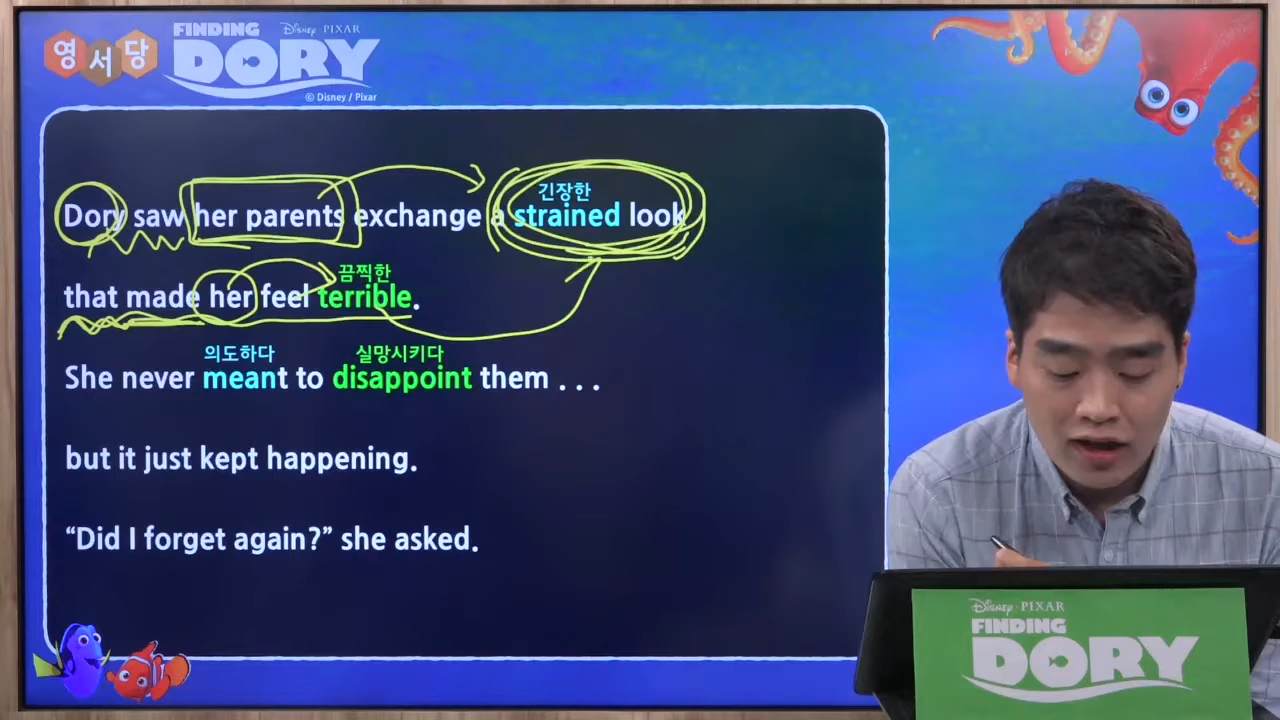 영서당
FINDING
Disney PIXAR
DORY
© Disney / Pixar
긴장한
Dory saw her parents exchange a strained look
끔찍한
that made her feel terrible.
의도하다 실망시키다
She never meant to disappoint them . . .
but it just kept happening.
“Did I forget again?” she asked.
Disney • PIXAR
FINDING
DORY